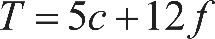 T = 5c + 12f